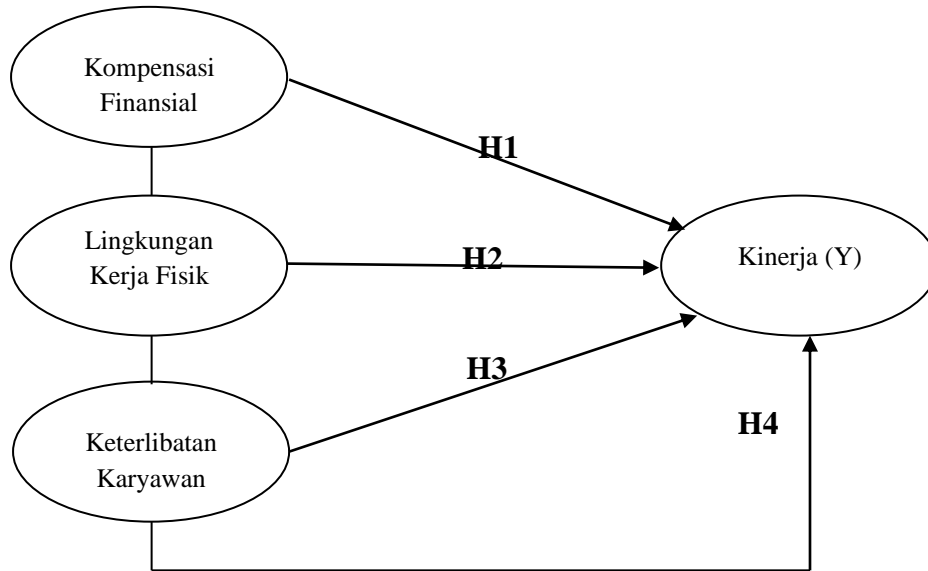 Kompensasi
Finansial
H1
Lingkungan
Kerja Fisik
H2
Kinerja (Y)
H3
Keterlibatan
Karyawan
H4